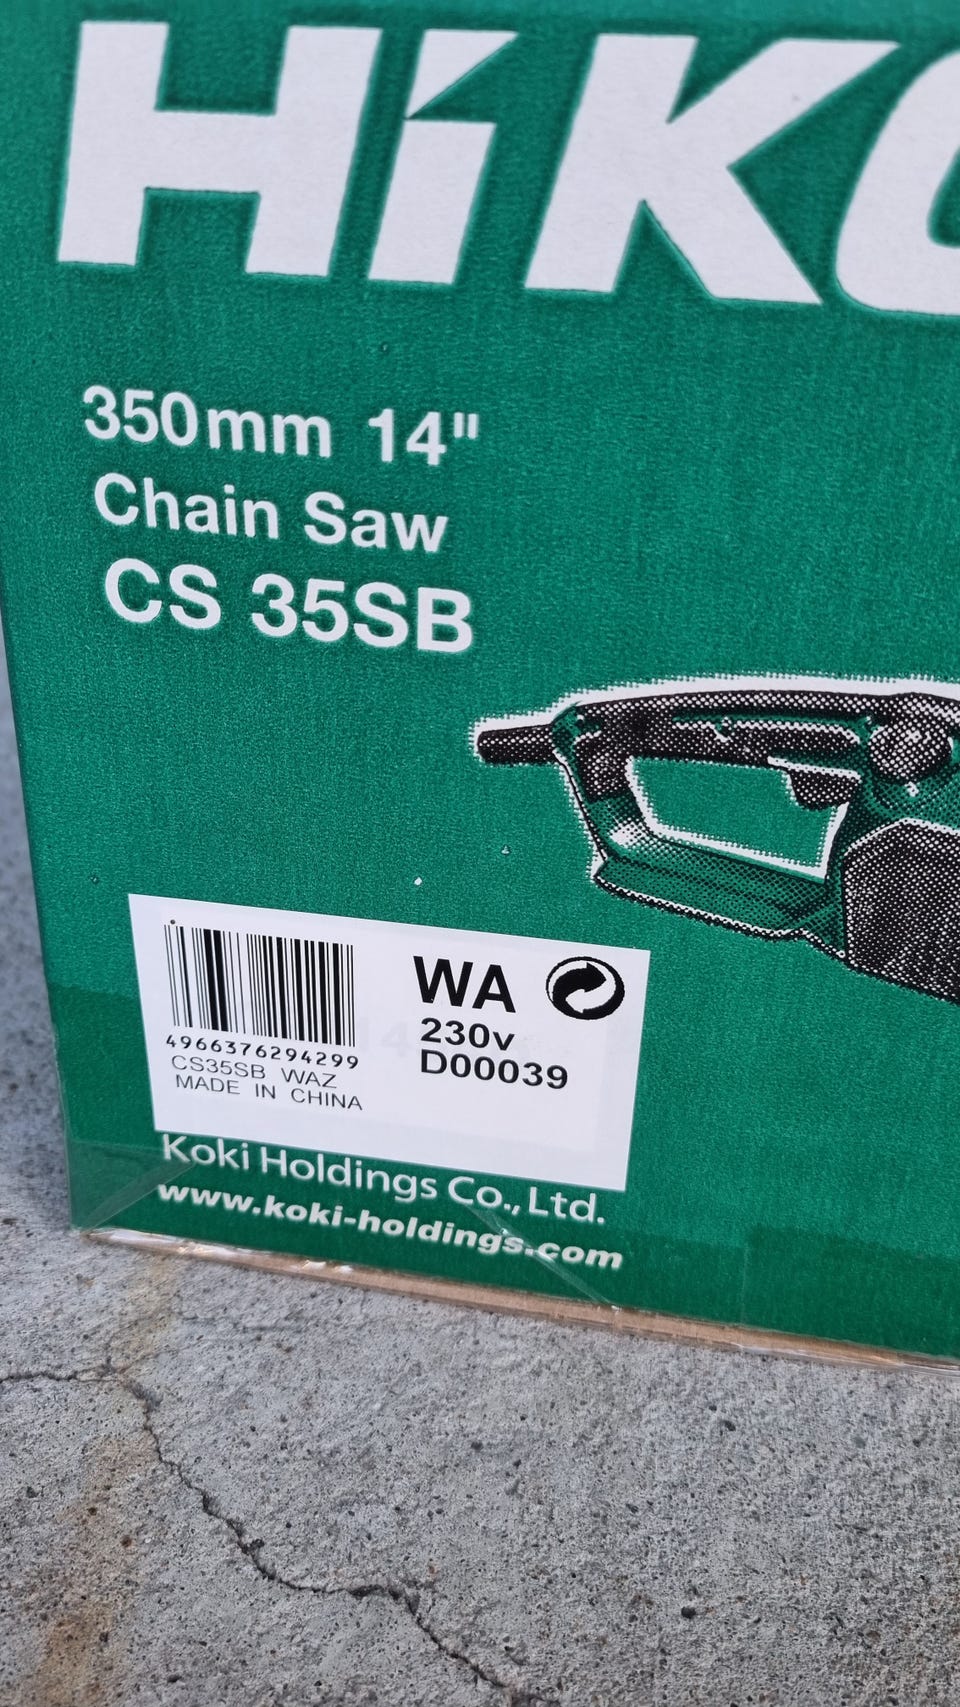 HiKO
350mm 14"
Chain Saw
CS 35SB
4966376294299
CS35SB WAZ
MADE IN CHINA
WA
230v
D00039
Koki Holdings Co., Ltd.
www.koki-holdings.com